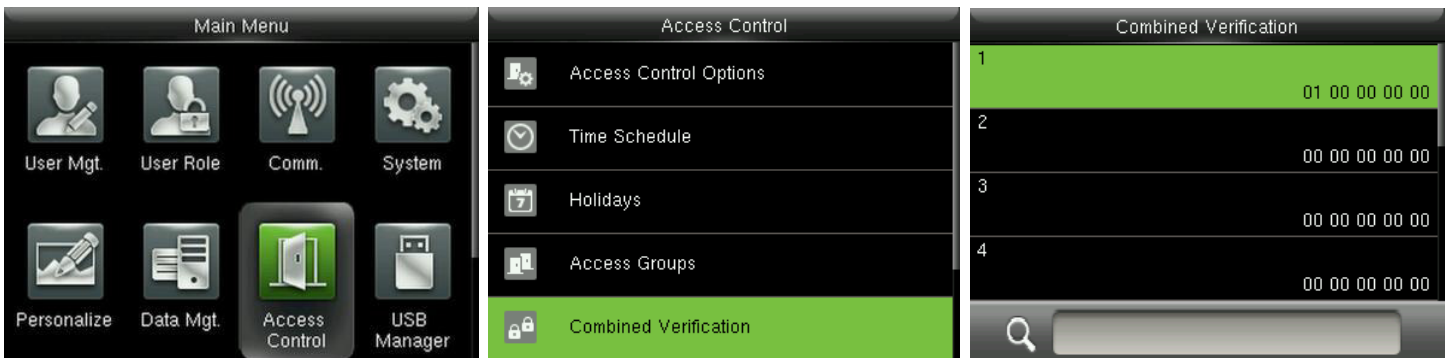 Main Menu
User Mgt.
User Role
Comm.
System
Personalize
Data Mgt.
Access
Control
USB
Manager
Access Control
Access Control Options
Time Schedule
7
Holidays
Access Groups
Combined Verification
Combined Verification
1
01 00 00 00 00
2
00 00 00 00 00
3
00 00 00 00 00
4
00 00 00 00 00